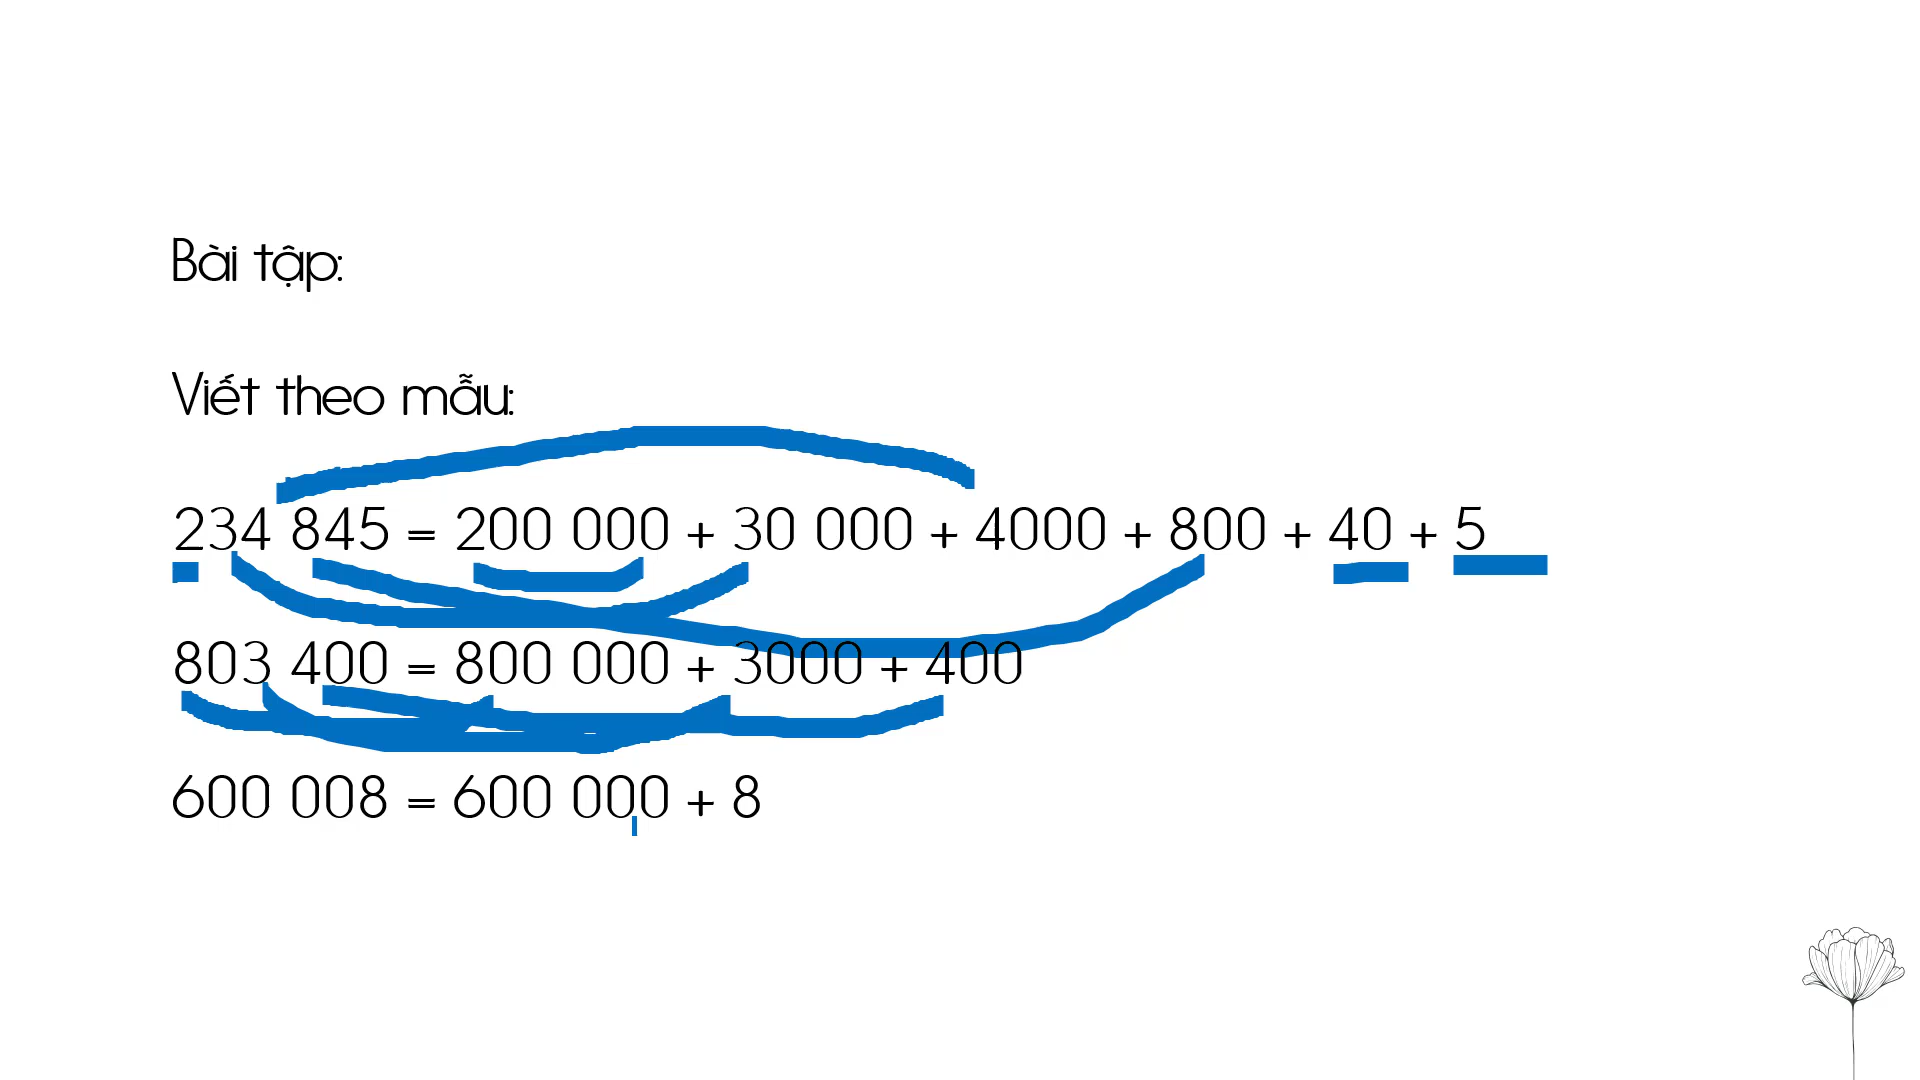 Bài tập:
Viết theo mẫu:
234 845 = 200 000 + 30 000 + 4000 + 800 + 40 + 5
803 400 = 800 000 + 3000 + 400
600 008 = 600 000 + 8